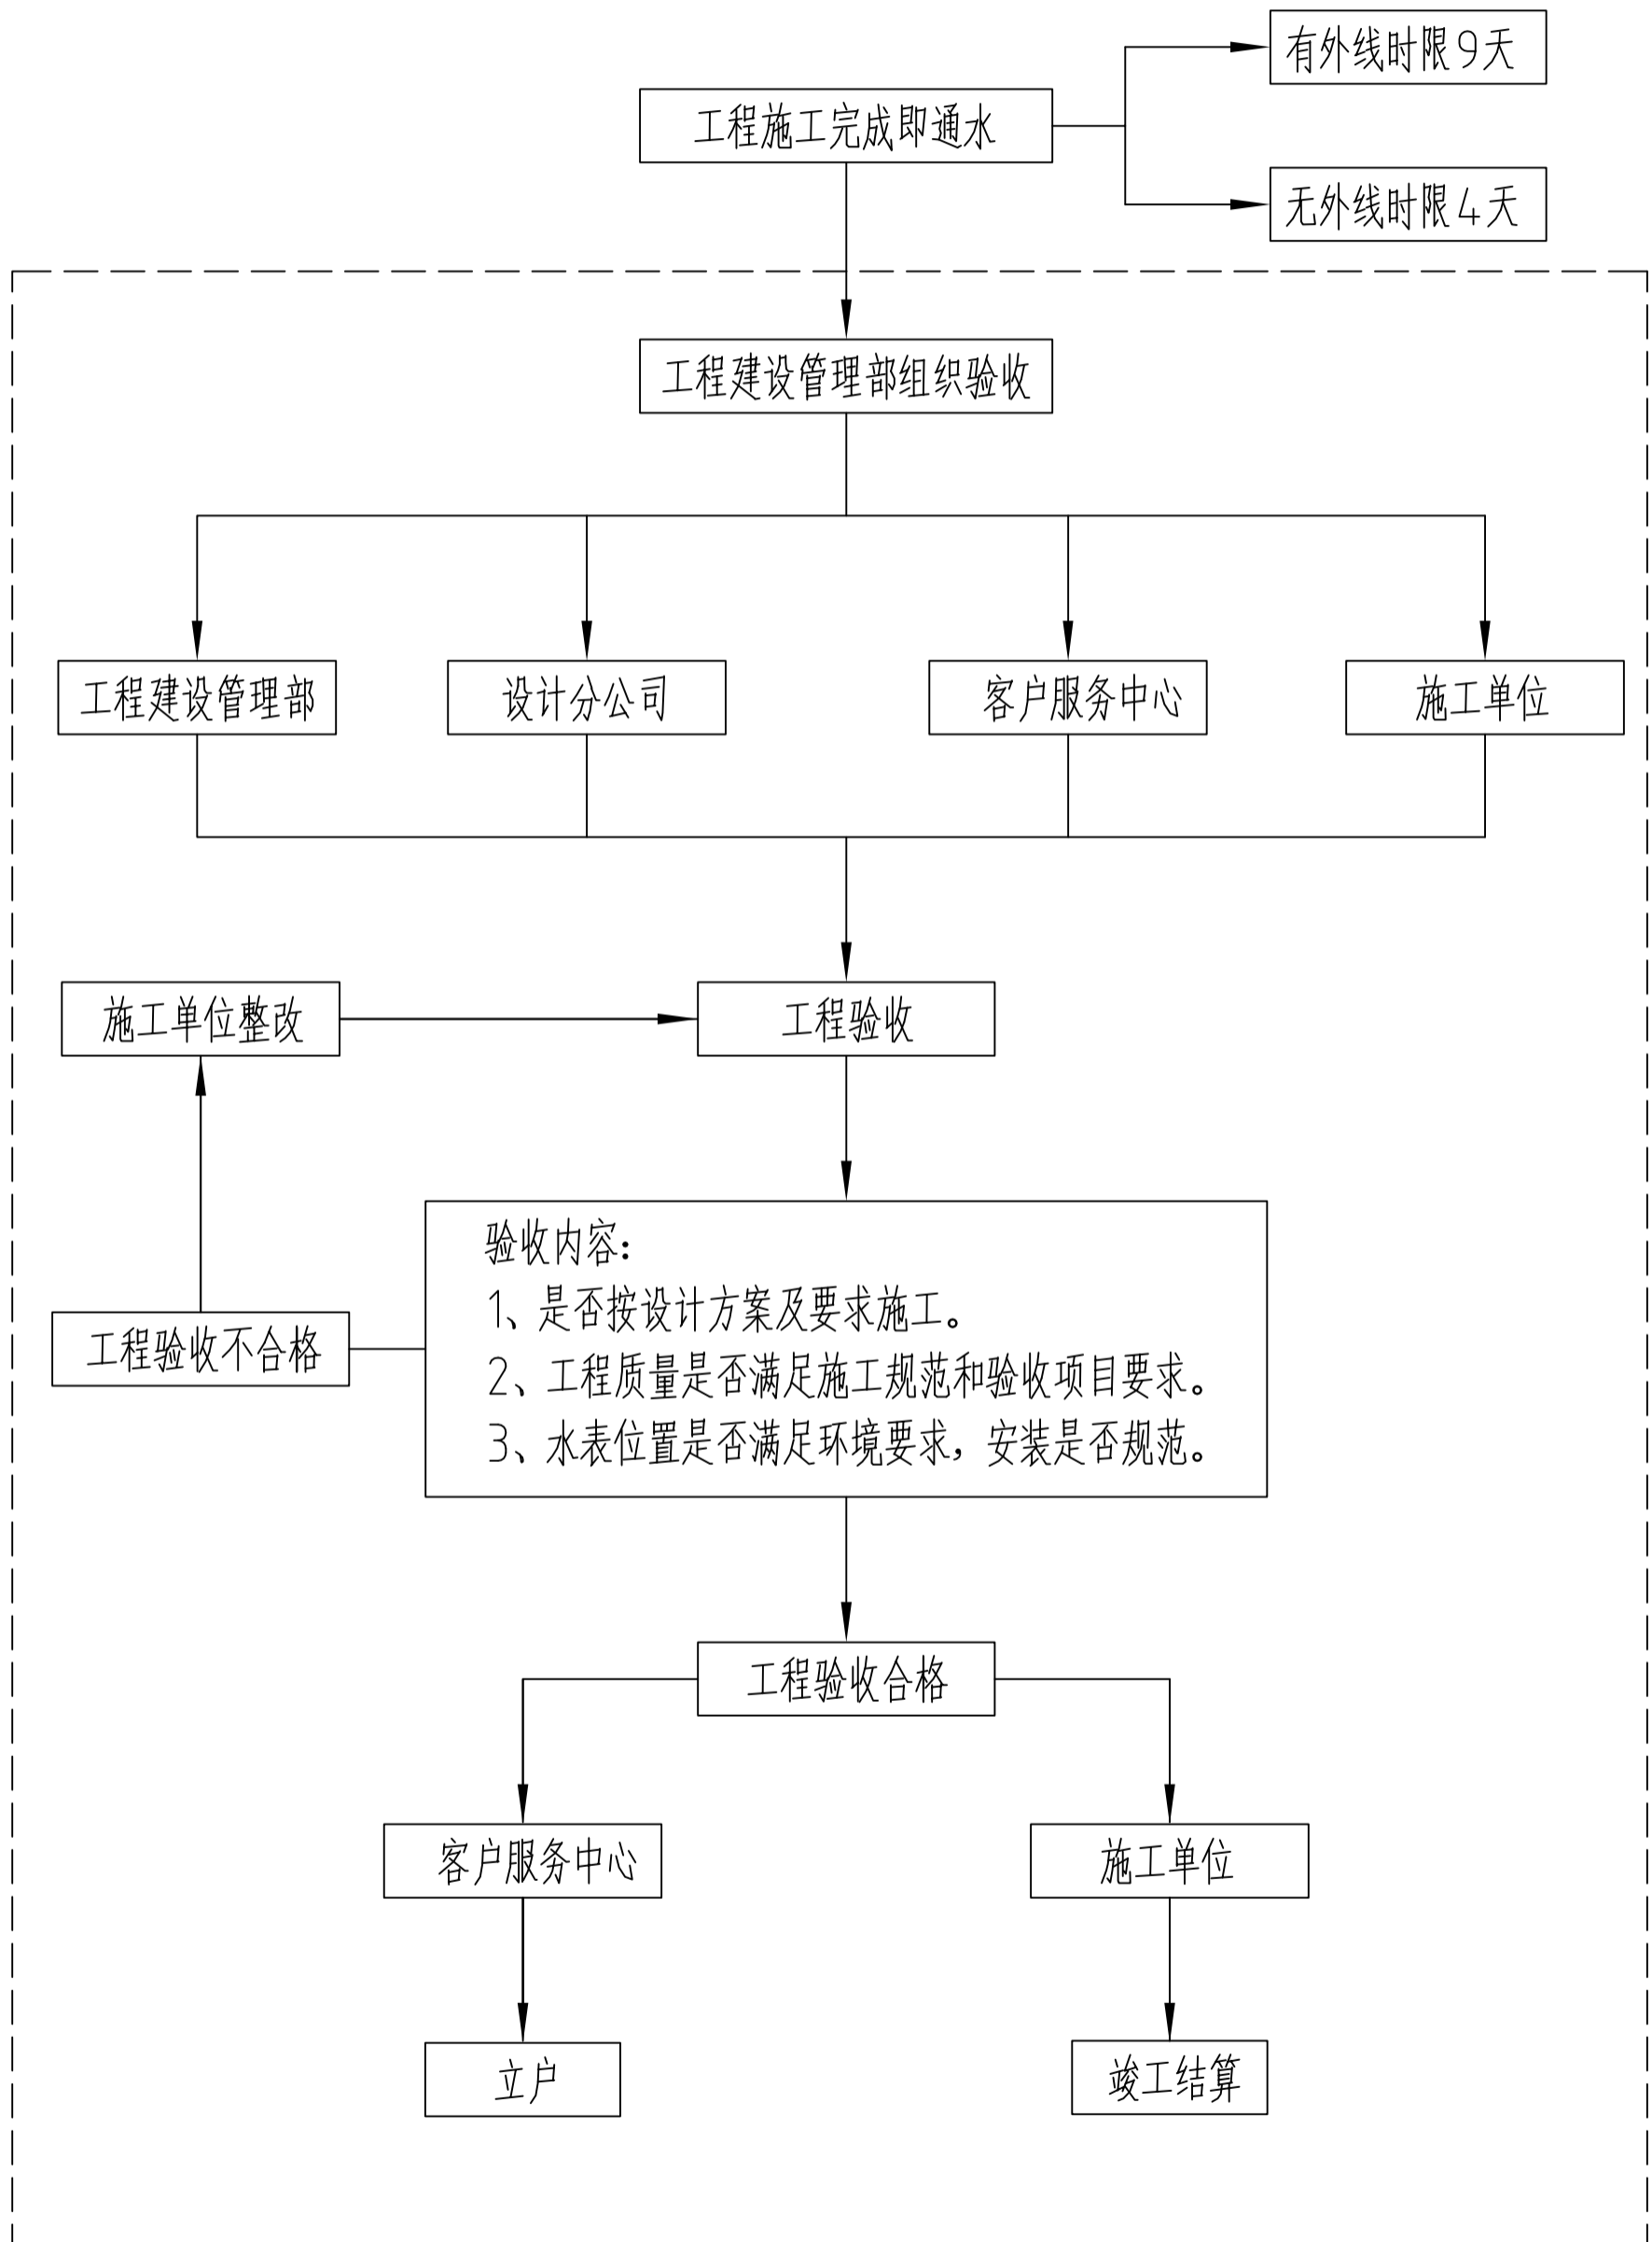 有外线时限9天
工程施工完成即通水
无外线时限4天
工程建设管理部组织验收
工程建设管理部
设计分公司
客户服务中心
施工单位
施工单位整改
工程验收
验收内容:
1、是否按设计方案及要求施工。
2、工程质量是否满足施工规范和验收项目要求。
3、水表位置是否满足环境要求，安装是否规范。
工程验收不合格
工程验收合格
客户服务中心
施工单位
立户
竣工结算